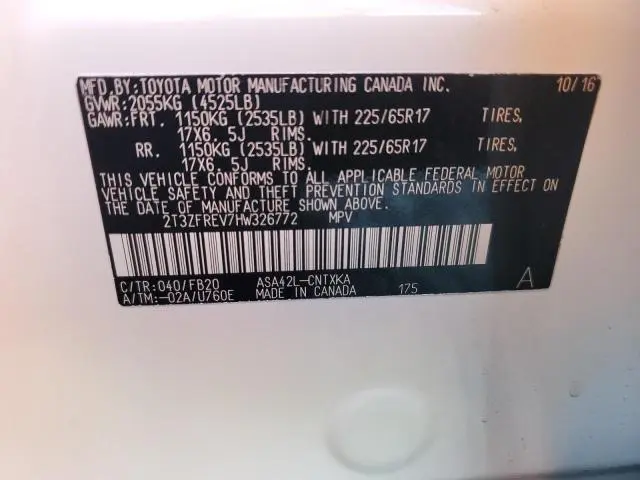 MFD.BY:TOYOTA MOTOR MANUFACTURING CANADA INC. 10/16
GVWR:2055KG (4525LB)
GAWR:FRT. 1150KG (2535LB) WITH 225/65R17 TIRES,
17X6.5J RIMS.
RR. 1150KG (2535LB) WITH 225/65R17 TIRES,
17X6.5J RIMS.
THIS VEHICLE CONFORMS TO ALL APPLICABLE FEDERAL MOTOR
VEHICLE SAFETY AND THEFT PREVENTION STANDARDS IN EFFECT ON
THE DATE OF MANUFACTURE SHOWN ABOVE.
2T3ZFREV7HW326772 MPV
C/TR:040/FB20 ASA42L-CNTXKA
A/TM:-02A/U760E MADE IN CANADA 175 A